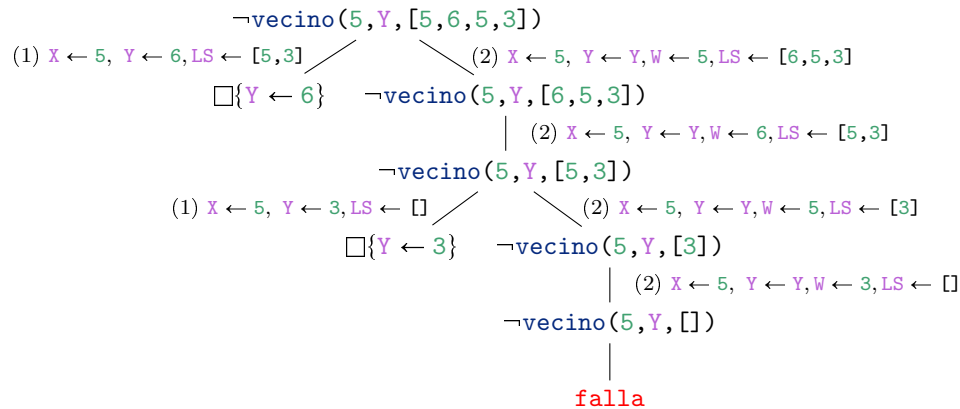 ¬vecino(5,Y,[5,6,5,3])
(1) X ← 5, Y ← 6,LS ← [5,3]
(2) X ← 5, Y ← Y,W ← 5,LS ← [6,5,3]
□{Y ← 6}
¬vecino(5,Y,[6,5,3])
(2) X ← 5, Y ← Y,W ← 6,LS ← [5,3]
¬vecino(5,Y,[5,3])
(1) X ← 5, Y ← 3,LS ← []
(2) X ← 5, Y ← Y,W ← 5,LS ← [3]
□{Y ← 3}
¬vecino(5,Y,[3])
(2) X ← 5, Y ← Y,W ← 3,LS ← []
¬vecino(5,Y,[])
falla